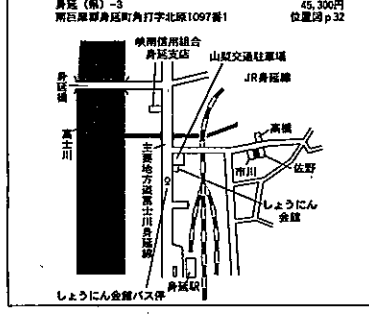 身延（県）-3
45,300円
南巨摩郡身延町角打字北原1097番1
位置図p32
峡南信用組合
身延支店
山梨交通駐車場
JR身延線
身延橋
富士川
主要地方道富士川身延線
高橋
市川
佐野
しょうにん
会館
身延駅
しょうにん会館バス停